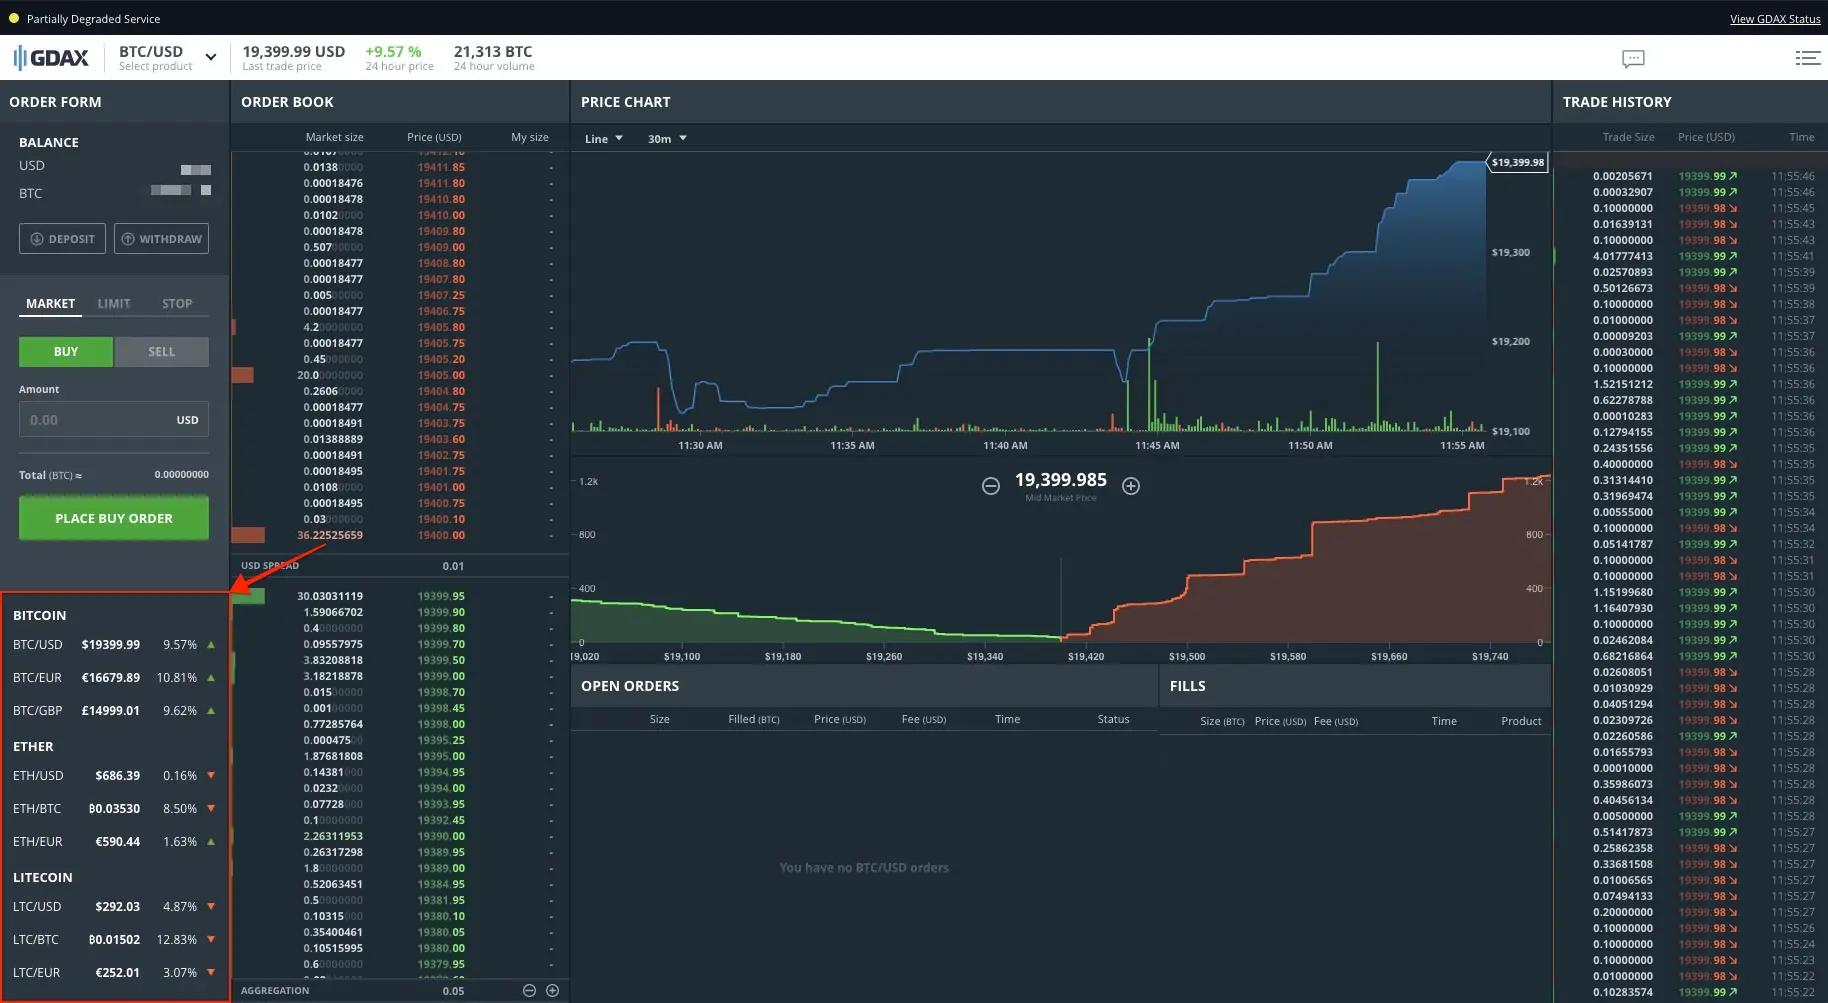 Partially Degraded Service
View GDAX Status
GDAX
BTC/USD
Select product
19,399.99 USD
Last trade price
+9.57 %
24 hour price
21,313 BTC
24 hour volume
ORDER FORM
BALANCE
USD
BTC
DEPOSIT
WITHDRAW
MARKET
LIMIT
STOP
BUY
SELL
Amount
0.00
USD
Total (BTC) ≈
0.00000000
PLACE BUY ORDER
BITCOIN
BTC/USD $19399.99 9.57%
BTC/EUR €16679.89 10.81%
BTC/GBP £14999.01 9.62%
ETHER
ETH/USD $686.39 0.16%
ETH/BTC ฿0.03530 8.50%
ETH/EUR €590.44 1.63%
LITECOIN
LTC/USD $292.03 4.87%
LTC/BTC ฿0.01502 12.83%
LTC/EUR €252.01 3.07%
ORDER BOOK
Market size Price (USD) My size
0.01380000 19411.85 -
0.00018476 19411.80 -
0.00018478 19410.80 -
0.01020000 19410.00 -
0.00018478 19409.80 -
0.50700000 19409.00 -
0.00018477 19408.80 -
0.00018477 19407.80 -
0.00500000 19407.25 -
0.00018477 19406.75 -
4.20000000 19405.80 -
0.00018477 19405.75 -
0.45000000 19405.20 -
20.00000000 19405.00 -
0.26060000 19404.80 -
0.00018477 19404.75 -
0.00018491 19403.75 -
0.01388889 19403.60 -
0.00018491 19402.75 -
0.00018495 19401.75 -
0.01080000 19401.00 -
0.00018495 19400.75 -
0.03000000 19400.10 -
36.22525659 19400.00 -
USD SPREAD 0.01
30.03031119 19399.95 -
1.59066702 19399.90 -
0.40000000 19399.80 -
0.09557975 19399.70 -
3.83208818 19399.50 -
3.18218878 19399.00 -
0.01500000 19398.70 -
0.00100000 19398.45 -
0.77285764 19398.00 -
0.00047500 19395.25 -
1.87681808 19395.00 -
0.14381000 19394.95 -
0.02320000 19394.00 -
0.07728000 19393.95 -
0.10000000 19392.45 -
2.26311953 19390.00 -
0.26317298 19389.95 -
1.80000000 19389.00 -
0.52063451 19384.95 -
0.50000000 19381.95 -
0.10315000 19380.10 -
0.35400461 19380.05 -
0.10515995 19380.00 -
0.60000000 19379.95 -
AGGREGATION 0.05
PRICE CHART
Line
30m
$19,399.98
$19,300
$19,200
$19,100
11:30 AM 11:35 AM 11:40 AM 11:45 AM 11:50 AM 11:55 AM
19,399.985
Mid Market Price
1.2k 1.2k
800 800
400 400
0 0
$19,100 $19,180 $19,260 $19,340 $19,420 $19,500 $19,580 $19,660 $19,740
OPEN ORDERS
Size Filled (BTC) Price (USD) Fee (USD) Time Status
You have no BTC/USD orders
FILLS
Size (BTC) Price (USD) Fee (USD) Time Product
TRADE HISTORY
Trade Size Price (USD) Time
0.00205671 19399.99 11:55:46
0.00032907 19399.99 11:55:46
0.10000000 19399.98 11:55:45
0.01639131 19399.98 11:55:43
0.10000000 19399.98 11:55:43
4.01777413 19399.99 11:55:41
0.02570893 19399.99 11:55:39
0.50126673 19399.98 11:55:39
0.10000000 19399.98 11:55:38
0.01000000 19399.98 11:55:37
0.00009203 19399.99 11:55:37
0.00030000 19399.98 11:55:36
0.10000000 19399.98 11:55:36
1.52151212 19399.99 11:55:36
0.62278788 19399.99 11:55:36
0.00010283 19399.99 11:55:36
0.12794155 19399.99 11:55:36
0.24351556 19399.99 11:55:35
0.40000000 19399.98 11:55:35
0.31314410 19399.99 11:55:35
0.31969474 19399.99 11:55:35
0.00555000 19399.99 11:55:34
0.10000000 19399.98 11:55:34
0.05141787 19399.99 11:55:32
0.10000000 19399.98 11:55:31
0.10000000 19399.98 11:55:31
1.15199680 19399.99 11:55:30
1.16407930 19399.99 11:55:30
0.10000000 19399.98 11:55:30
0.02462084 19399.99 11:55:30
0.68216864 19399.99 11:55:30
0.02608051 19399.98 11:55:28
0.01030929 19399.98 11:55:28
0.04051294 19399.98 11:55:28
0.02309726 19399.98 11:55:28
0.02260586 19399.99 11:55:28
0.01655793 19399.98 11:55:28
0.00010000 19399.98 11:55:28
0.35986073 19399.98 11:55:28
0.40456134 19399.98 11:55:28
0.00500000 19399.99 11:55:28
0.51417873 19399.99 11:55:27
0.25862358 19399.98 11:55:27
0.33681508 19399.98 11:55:27
0.01006565 19399.98 11:55:27
0.07494133 19399.98 11:55:27
0.20000000 19399.98 11:55:27
0.10000000 19399.98 11:55:26
0.10000000 19399.98 11:55:24
0.10000000 19399.98 11:55:23
0.01000000 19399.98 11:55:22
0.10283574 19399.99 11:55:22